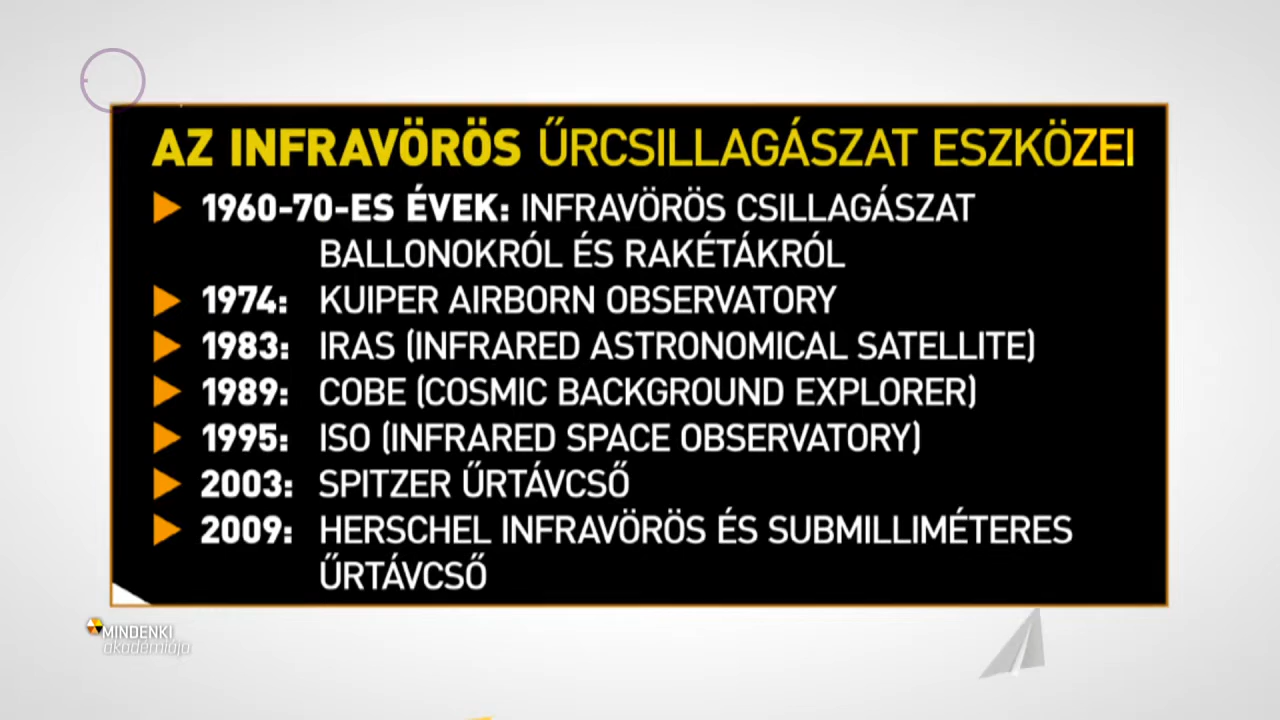 AZ INFRAVÖRÖS ŰRCSILLAGÁSZAT ESZKÖZEI
1960-70-ES ÉVEK: INFRAVÖRÖS CSILLAGÁSZAT
BALLONOKRÓL ÉS RAKÉTÁKRÓL
1974: KUIPER AIRBORN OBSERVATORY
1983: IRAS (INFRARED ASTRONOMICAL SATELLITE)
1989: COBE (COSMIC BACKGROUND EXPLORER)
1995: ISO (INFRARED SPACE OBSERVATORY)
2003: SPITZER ŰRTÁVCSŐ
2009: HERSCHEL INFRAVÖRÖS ÉS SUBMILLIMÉTERES
ŰRTÁVCSŐ
MINDENKI
akadémiája